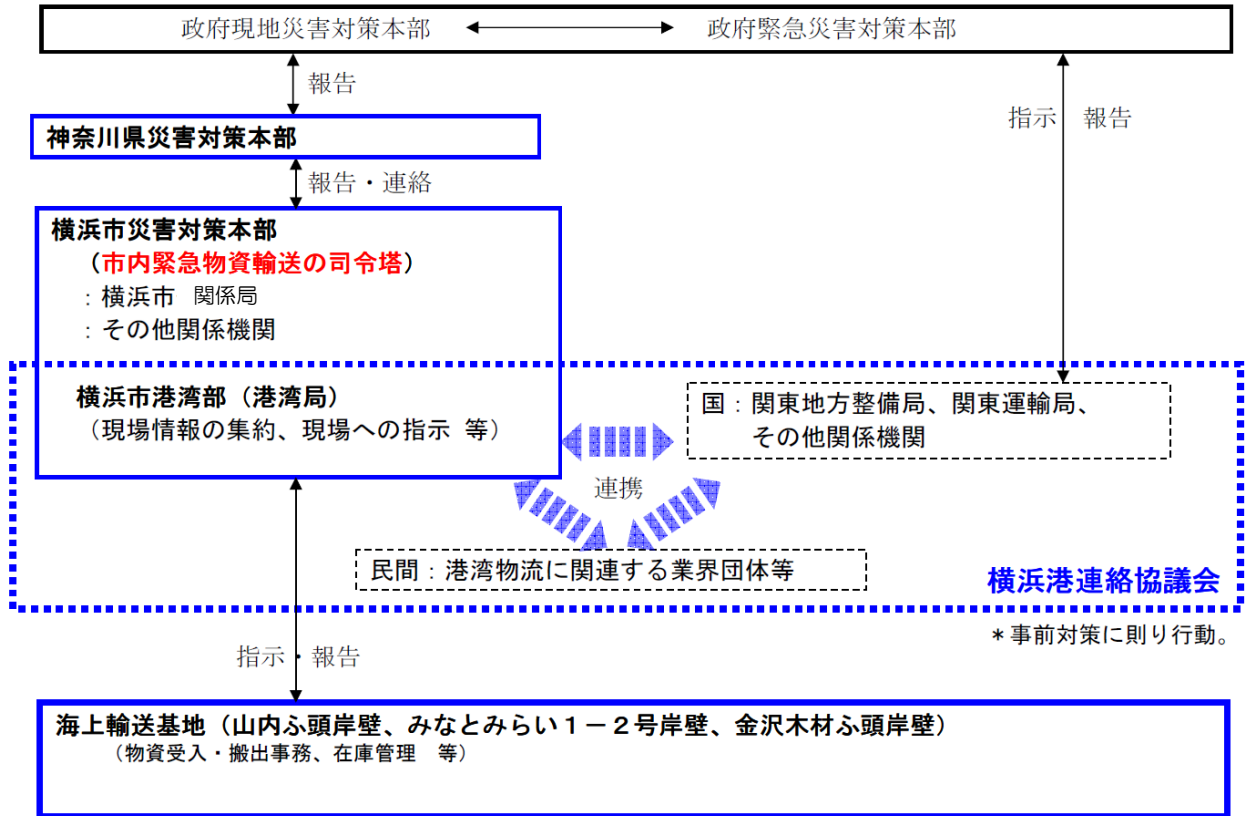 政府現地災害対策本部
政府緊急災害対策本部
報告
指示 報告
神奈川県災害対策本部
報告・連絡
横浜市災害対策本部
（市内緊急物資輸送の司令塔）
：横浜市 関係局
：その他関係機関
横浜市港湾部（港湾局）
（現場情報の集約、現場への指示 等）
国：関東地方整備局、関東運輸局、
その他関係機関
連携
民間：港湾物流に関連する業界団体等
横浜港連絡協議会
＊事前対策に則り行動。
指示・報告
海上輸送基地（山内ふ頭岸壁、みなとみらい１－２号岸壁、金沢木材ふ頭岸壁）
（物資受入・搬出事務、在庫管理 等）